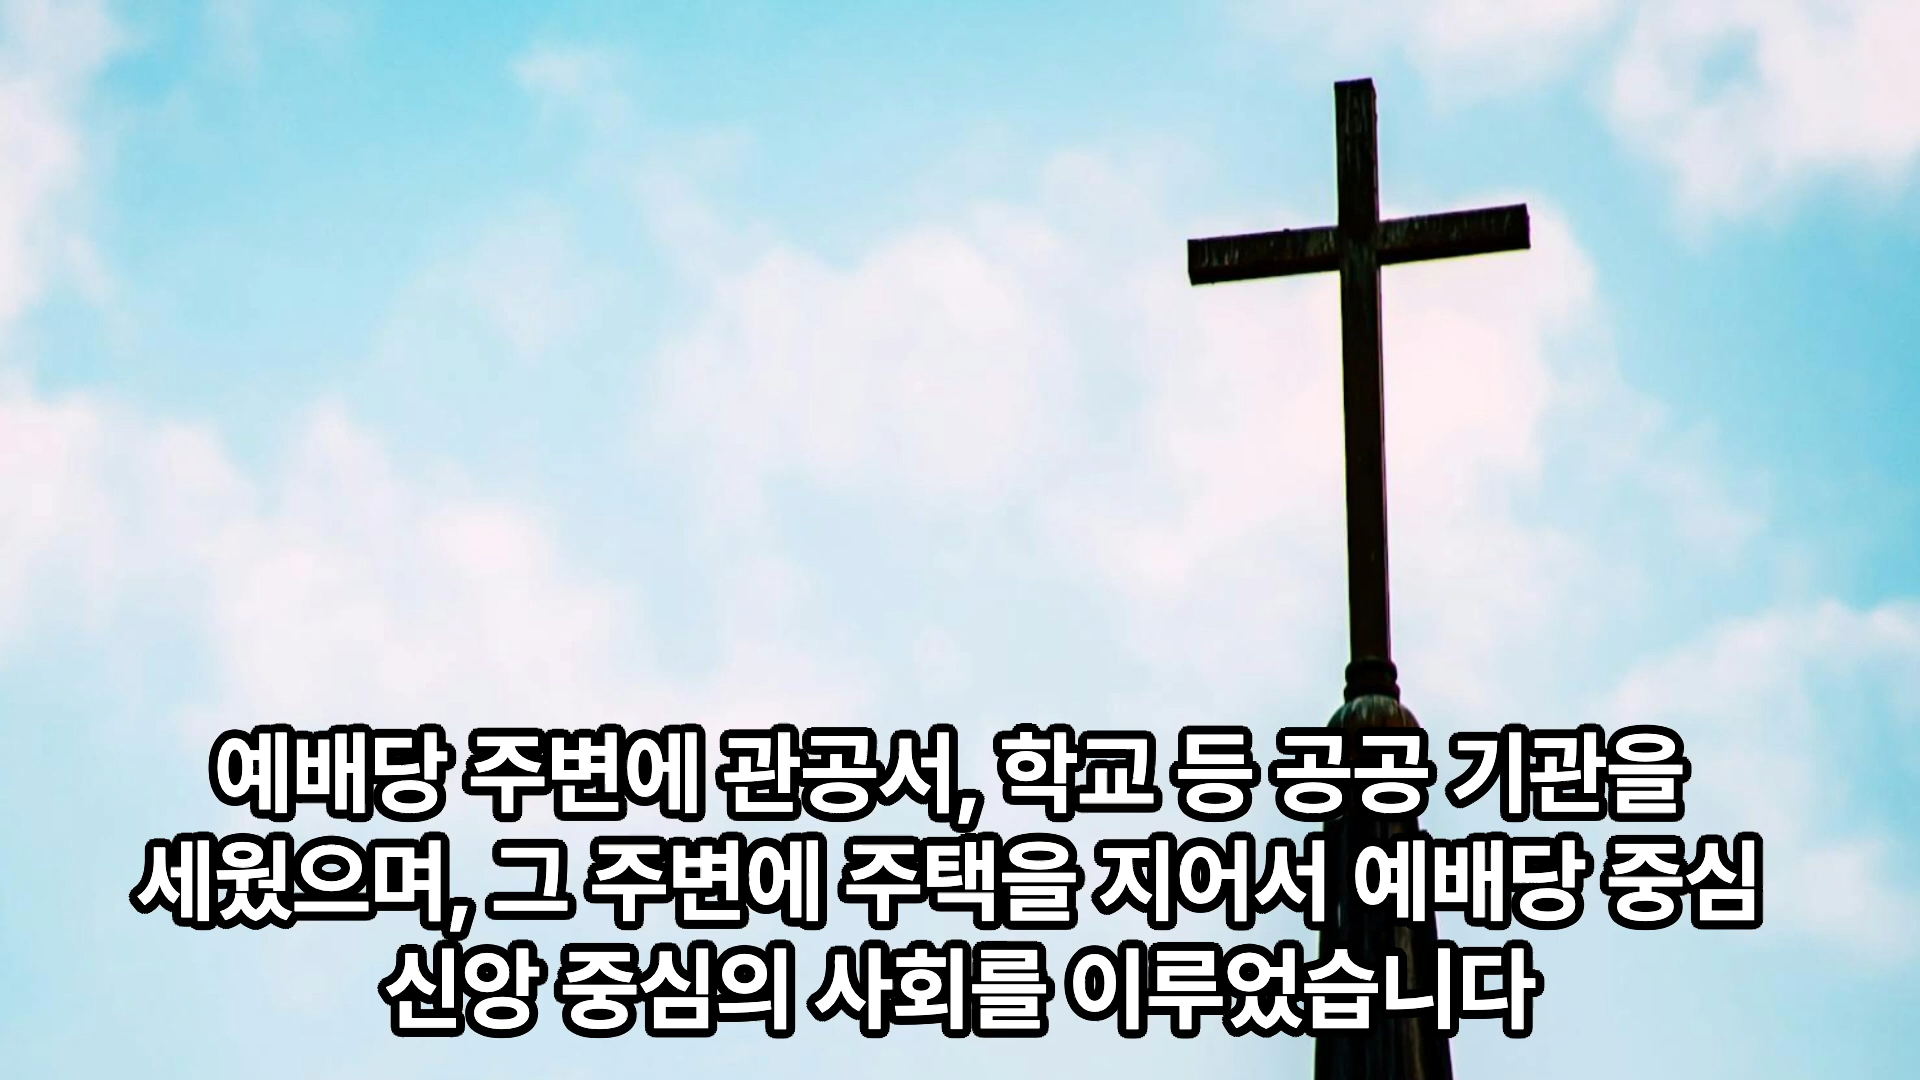 예배당 주변에 관공서, 학교 등 공공 기관을
세웠으며, 그 주변에 주택을 지어서 예배당 중심
신앙 중심의 사회를 이루었습니다